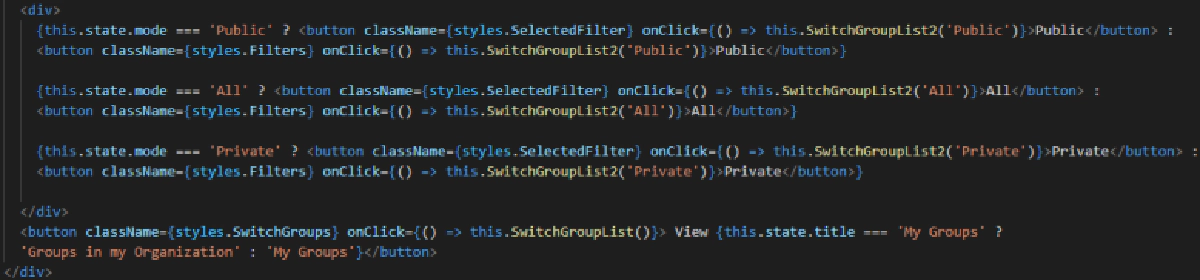 <div>
{this.state.mode === 'Public' ? <button className={styles.SelectedFilter} onClick={() => this.SwitchGroupList2('Public')}>Public</button> :
<button className={styles.Filters} onClick={() => this.SwitchGroupList2('Public')}>Public</button>}
{this.state.mode === 'All' ? <button className={styles.SelectedFilter} onClick={() => this.SwitchGroupList2('All')}>All</button> :
<button className={styles.Filters} onClick={() => this.SwitchGroupList2('All')}>All</button>}
{this.state.mode === 'Private' ? <button className={styles.SelectedFilter} onClick={() => this.SwitchGroupList2('Private')}>Private</button> :
<button className={styles.Filters} onClick={() => this.SwitchGroupList2('Private')}>Private</button>}
</div>
<button className={styles.SwitchGroups} onClick={() => this.SwitchGroupList()}> View {this.state.title === 'My Groups' ?
'Groups in my Organization' : 'My Groups'}</button>
</div>